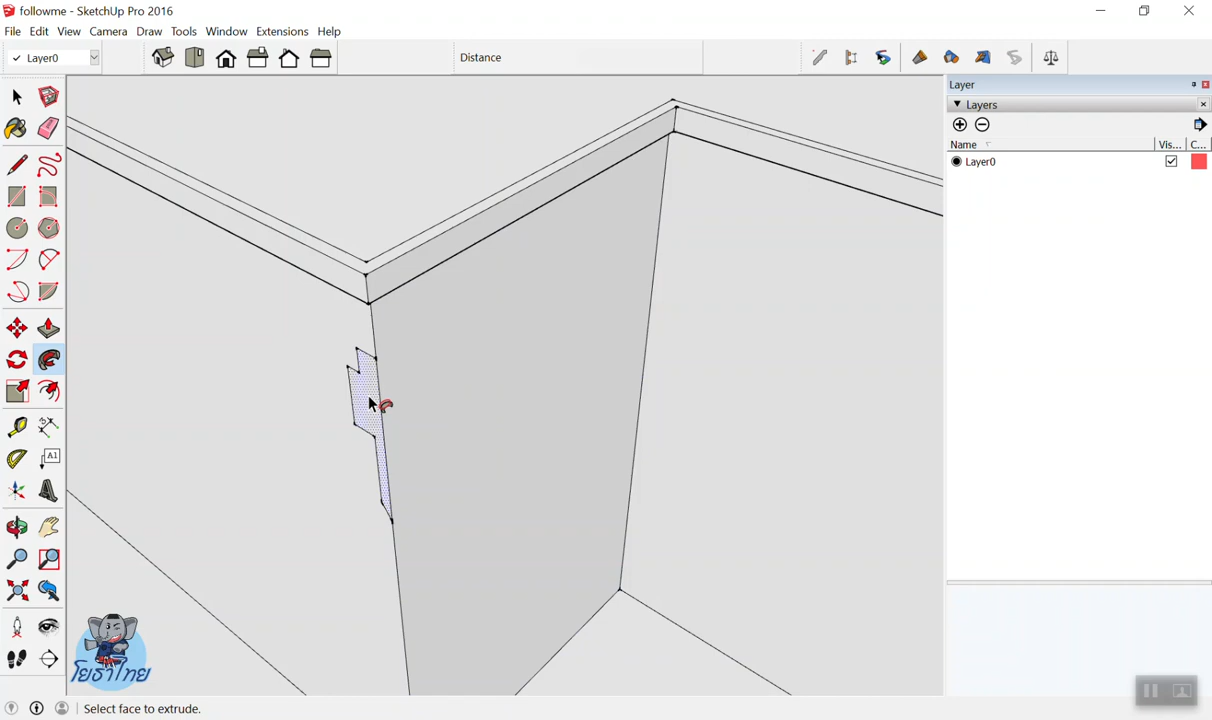 followme - SketchUp Pro 2016
File Edit View Camera Draw Tools Window Extensions Help
Layer0
Distance
Layer
Layers
Name Vis... C...
Layer0
A1
โยธาไทย
Select face to extrude.